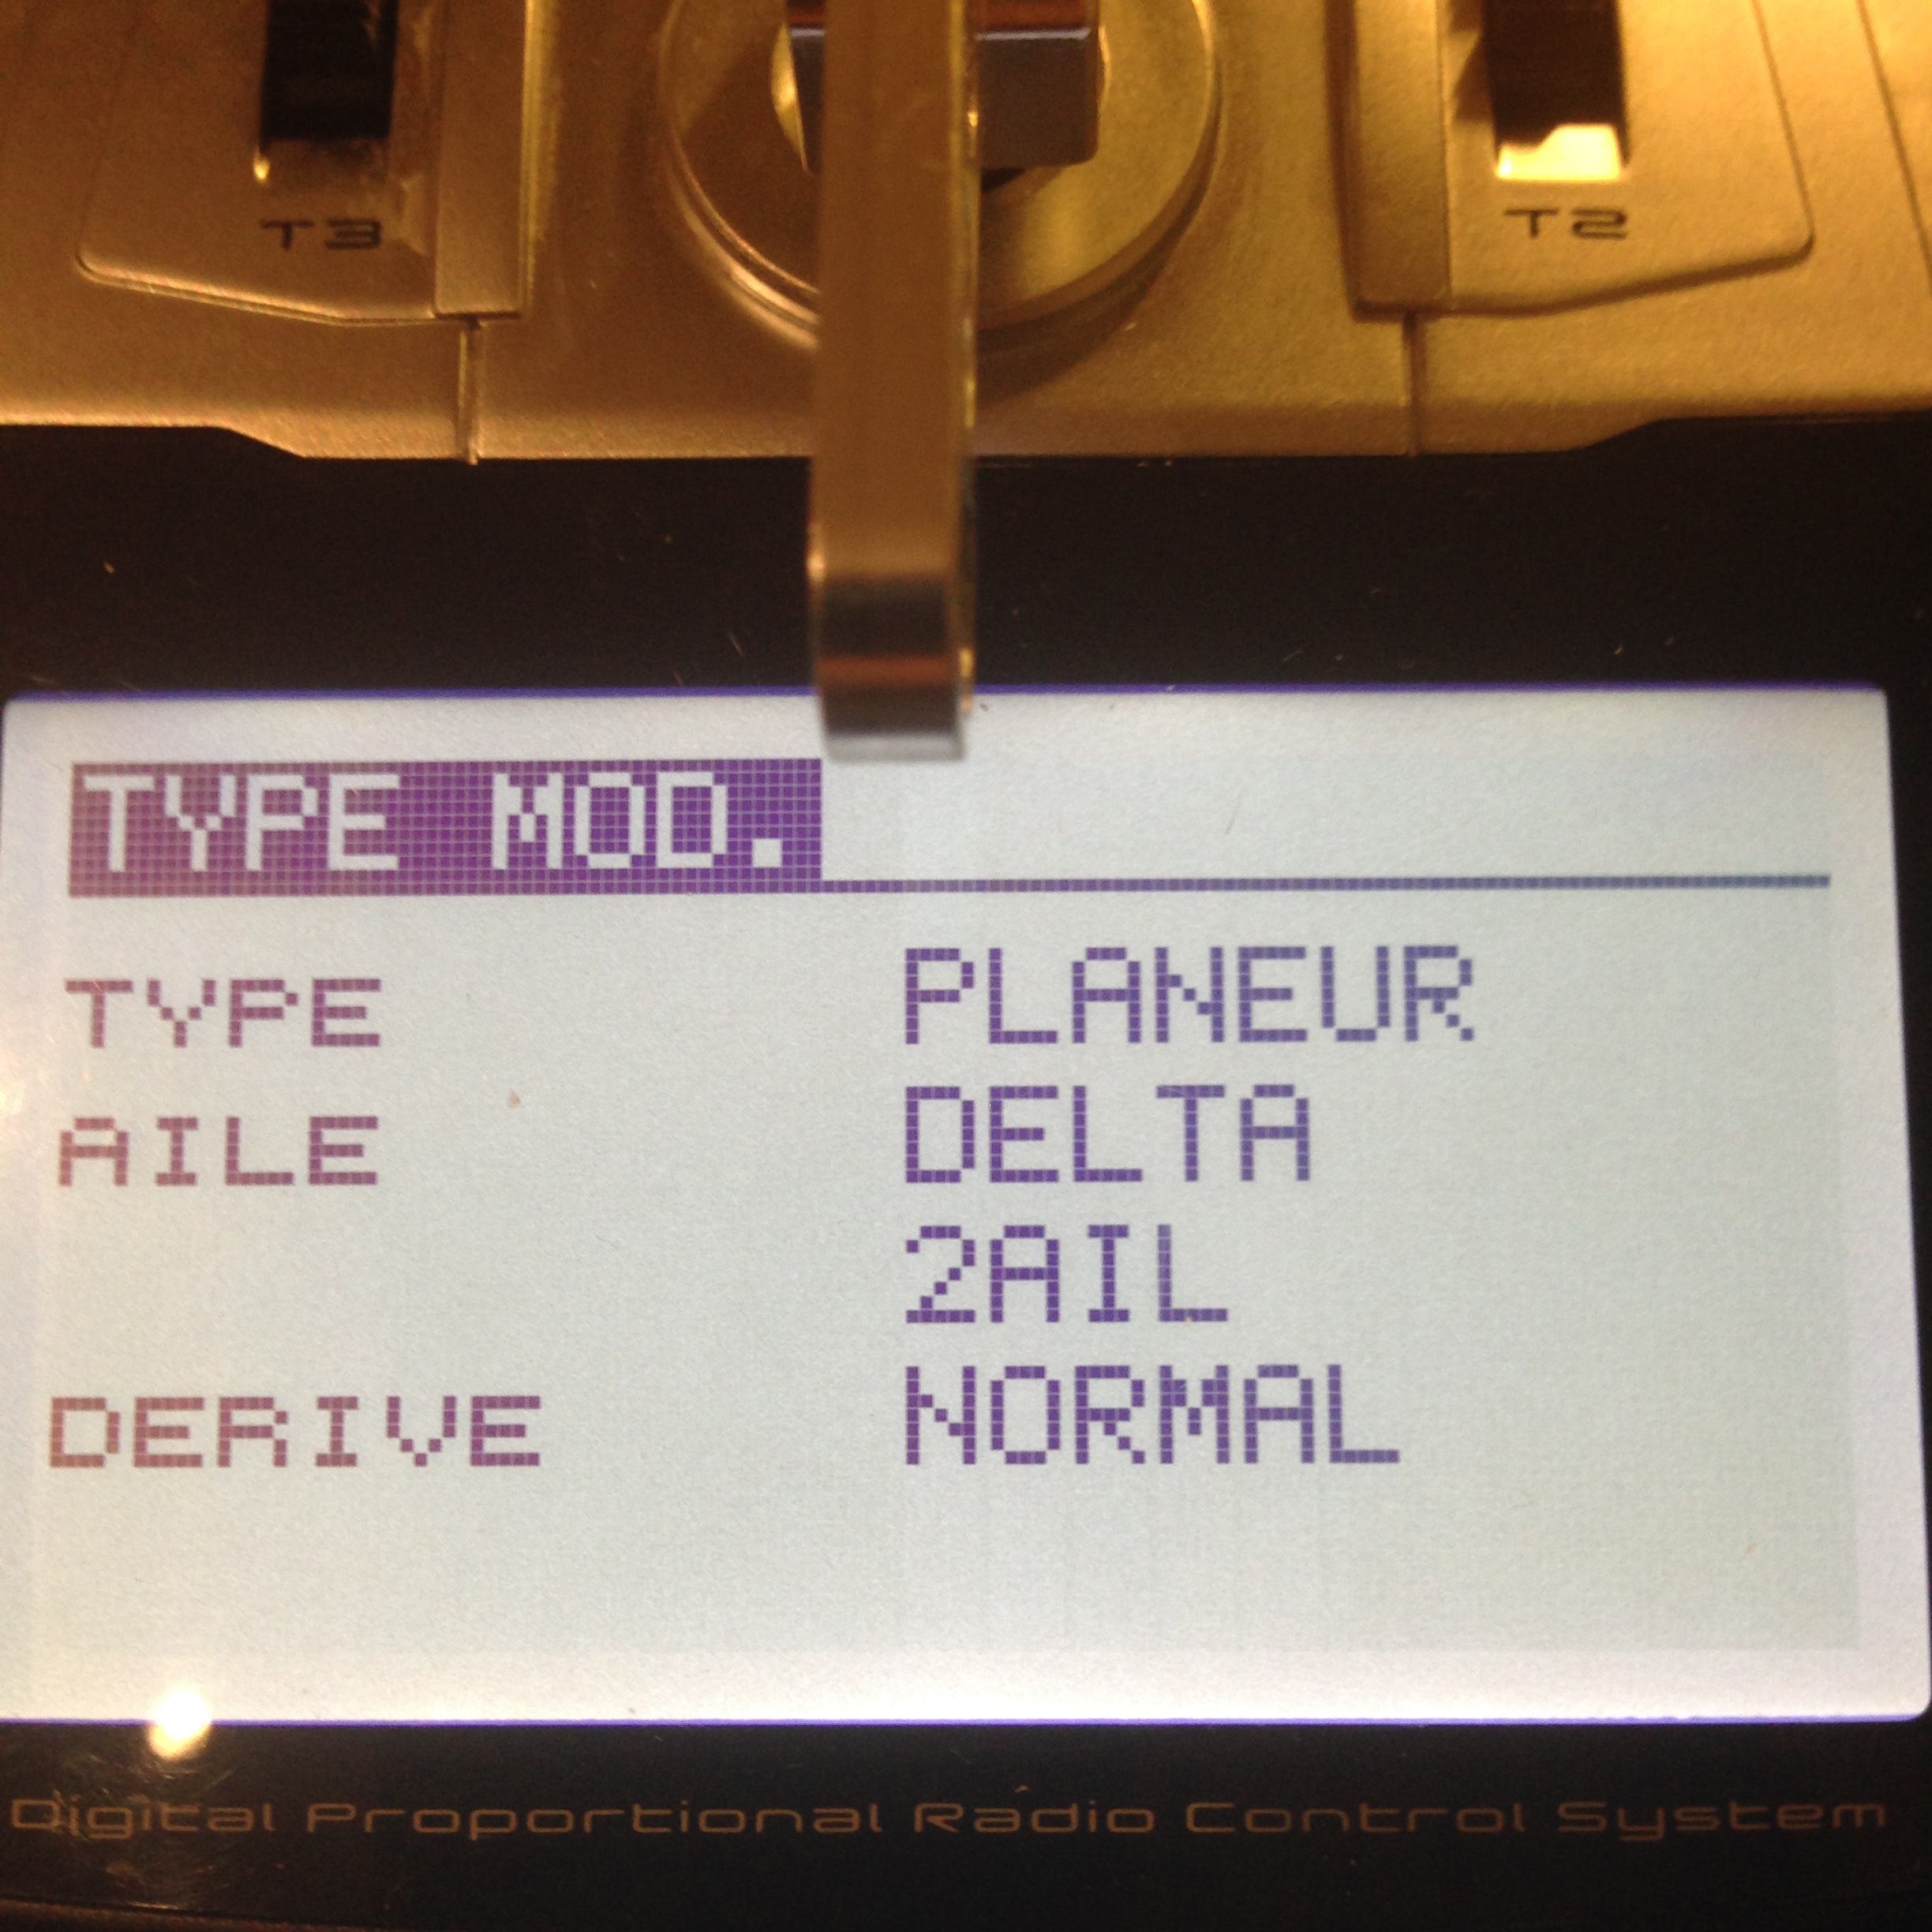 T3 T2
TYPE MOD.
TYPE PLANEUR
AILE DELTA
2AIL
DERIVE NORMAL
Digital Proportional Radio Control System